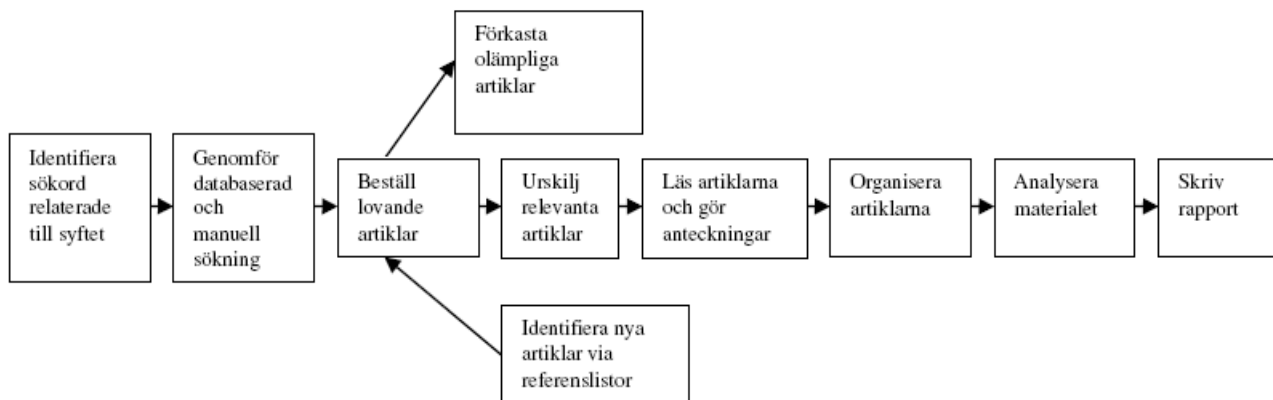 Förkasta
olämpliga
artiklar
Identifiera
sökord
relaterade
till syftet
Genomför
databaserad
och
manuell
sökning
Beställ
lovande
artiklar
Urskilj
relevanta
artiklar
Läs artiklarna
och gör
anteckningar
Organisera
artiklarna
Analysera
materialet
Skriv
rapport
Identifiera nya
artiklar via
referenslistor